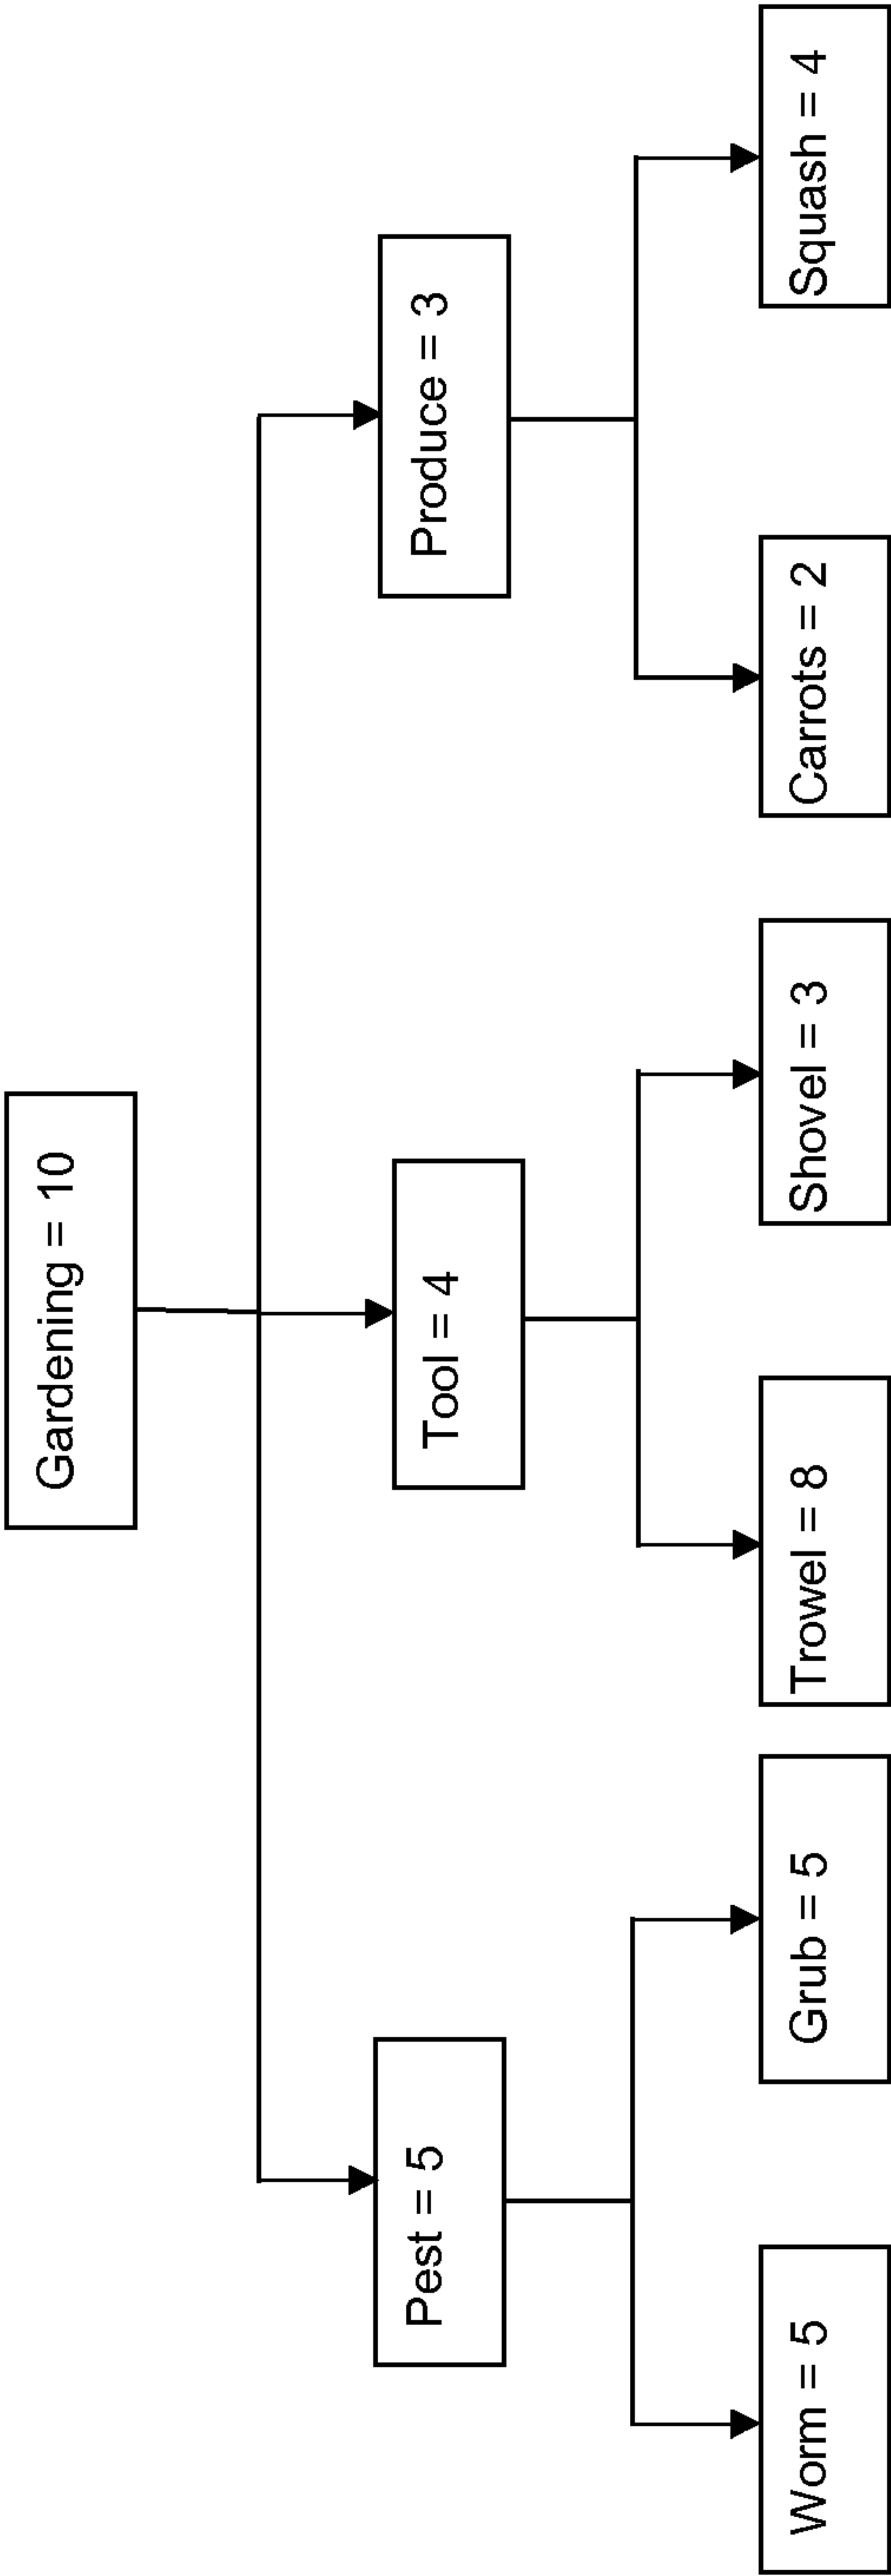 Gardening = 10
Pest = 5
Tool = 4
Produce = 3
Worm = 5
Grub = 5
Trowel = 8
Shovel = 3
Carrots = 2
Squash = 4